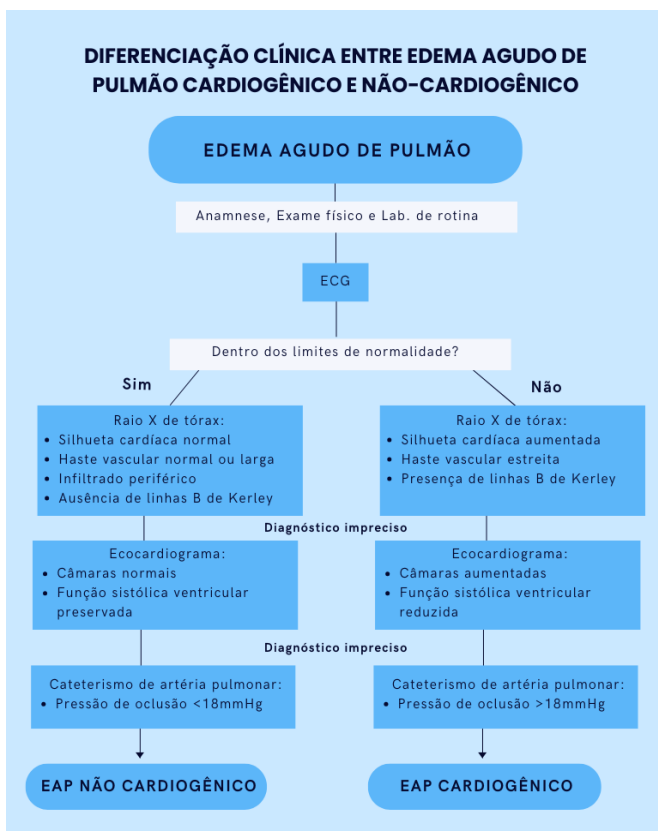 DIFERENCIAÇÃO CLÍNICA ENTRE EDEMA AGUDO DE
PULMÃO CARDIOGÊNICO E NÃO-CARDIOGÊNICO
EDEMA AGUDO DE PULMÃO
Anamnese, Exame físico e Lab. de rotina
ECG
Dentro dos limites de normalidade?
Sim
Não
Raio X de tórax:
• Silhueta cardíaca normal
• Haste vascular normal ou larga
• Infiltrado periférico
• Ausência de linhas B de Kerley
Raio X de tórax:
• Silhueta cardíaca aumentada
• Haste vascular estreita
• Presença de linhas B de Kerley
Diagnóstico impreciso
Ecocardiograma:
• Câmaras normais
• Função sistólica ventricular
preservada
Ecocardiograma:
• Câmaras aumentadas
• Função sistólica ventricular
reduzida
Diagnóstico impreciso
Cateterismo de artéria pulmonar:
• Pressão de oclusão <18mmHg
Cateterismo de artéria pulmonar:
• Pressão de oclusão >18mmHg
EAP NÃO CARDIOGÊNICO
EAP CARDIOGÊNICO